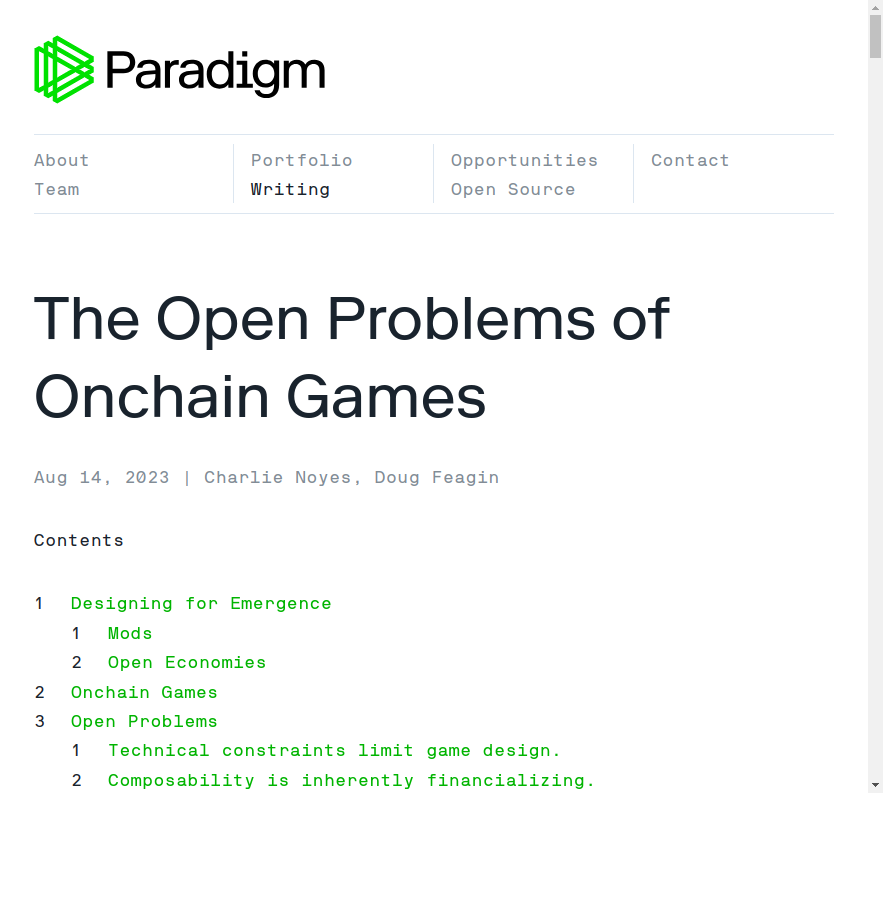 Paradigm
About
Team
Portfolio
Writing
Opportunities
Open Source
Contact
The Open Problems of
Onchain Games
Aug 14, 2023 | Charlie Noyes, Doug Feagin
Contents
1 Designing for Emergence
1 Mods
2 Open Economies
2 Onchain Games
3 Open Problems
1 Technical constraints limit game design.
2 Composability is inherently financializing.